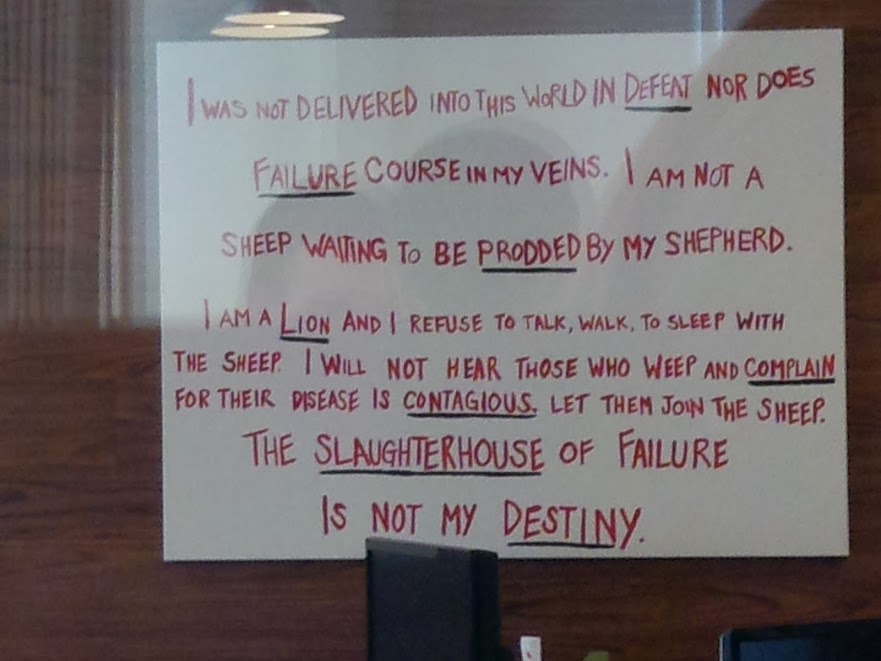 I WAS NOT DELIVERED INTO THIS WORLD IN DEFEAT NOR DOES
FAILURE COURSE IN MY VEINS. I AM NOT A
SHEEP WAITING TO BE PRODDED BY MY SHEPHERD.
I AM A LION AND I REFUSE TO TALK, WALK, TO SLEEP WITH
THE SHEEP. I WILL NOT HEAR THOSE WHO WEEP AND COMPLAIN
FOR THEIR DISEASE IS CONTAGIOUS. LET THEM JOIN THE SHEEP.
THE SLAUGHTERHOUSE OF FAILURE
IS NOT MY DESTINY.